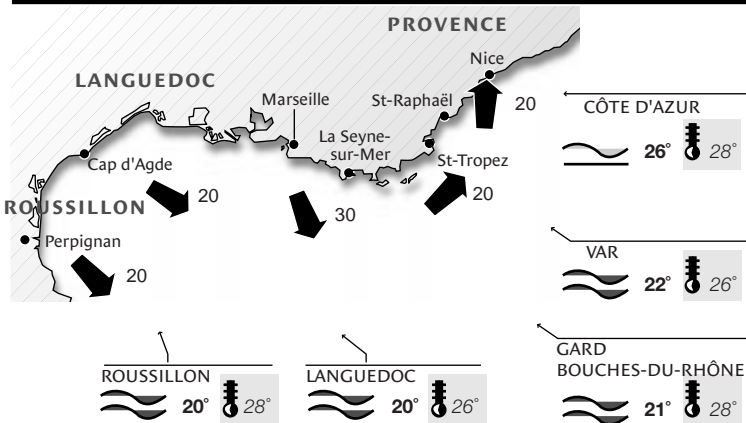 PROVENCE
Nice
LANGUEDOC
20
Marseille
St-Raphaël
CÔTE D'AZUR
La Seyne-
sur-Mer
26° 28°
Cap d'Agde
St-Tropez
20
20
ROUSSILLON
30
Perpignan
20
VAR
22° 26°
ROUSSILLON
20° 28°
LANGUEDOC
20° 26°
GARD
BOUCHES-DU-RHÔNE
21° 28°